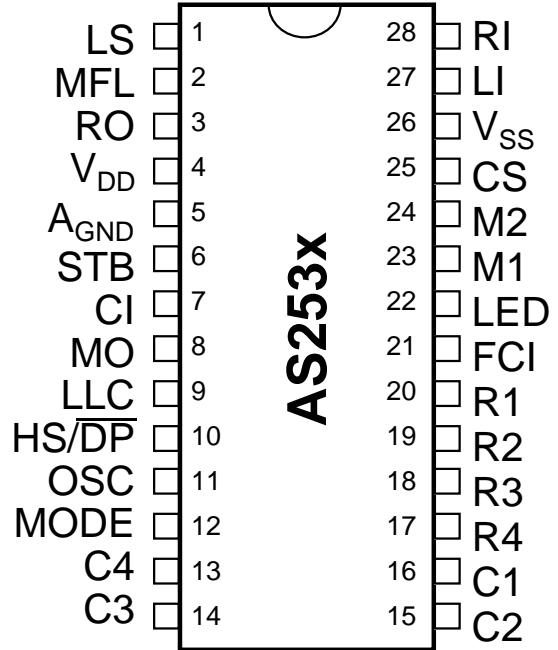 LS 1 28 RI
MFL 2 27 LI
RO 3 26 VSS
VDD 4 25 CS
AGND 5 24 M2
STB 6 23 M1
CI 7 22 LED
MO 8 21 FCI
LLC 9 20 R1
HS/D̅P̅ 10 19 R2
OSC 11 18 R3
MODE 12 17 R4
C4 13 16 C1
C3 14 15 C2
AS253x